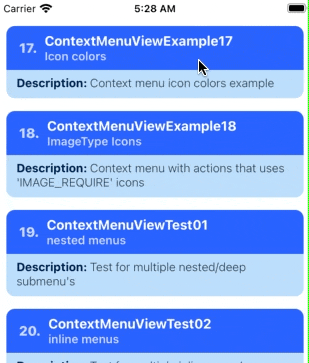 Carrier 5:28 AM
17. ContextMenuViewExample17
Icon colors
Description: Context menu icon colors example
18. ContextMenuViewExample18
ImageType Icons
Description: Context menu with actions that uses
'IMAGE_REQUIRE' icons
19. ContextMenuViewTest01
nested menus
Description: Test for multiple nested/deep
submenu's
20. ContextMenuViewTest02
inline menus